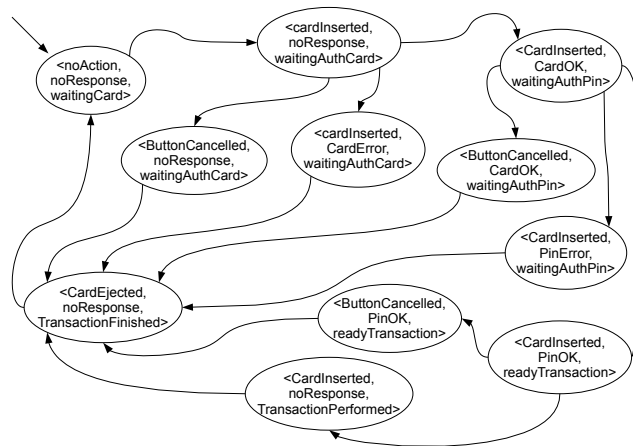 <noAction,
noResponse,
waitingCard>
<cardInserted,
noResponse,
waitingAuthCard>
<CardInserted,
CardOK,
waitingAuthPin>
<ButtonCancelled,
noResponse,
waitingAuthCard>
<cardInserted,
CardError,
waitingAuthCard>
<ButtonCancelled,
CardOK,
waitingAuthPin>
<CardInserted,
PinError,
waitingAuthPin>
<CardEjected,
noResponse,
TransactionFinished>
<ButtonCancelled,
PinOK,
readyTransaction>
<CardInserted,
PinOK,
readyTransaction>
<CardInserted,
noResponse,
TransactionPerformed>